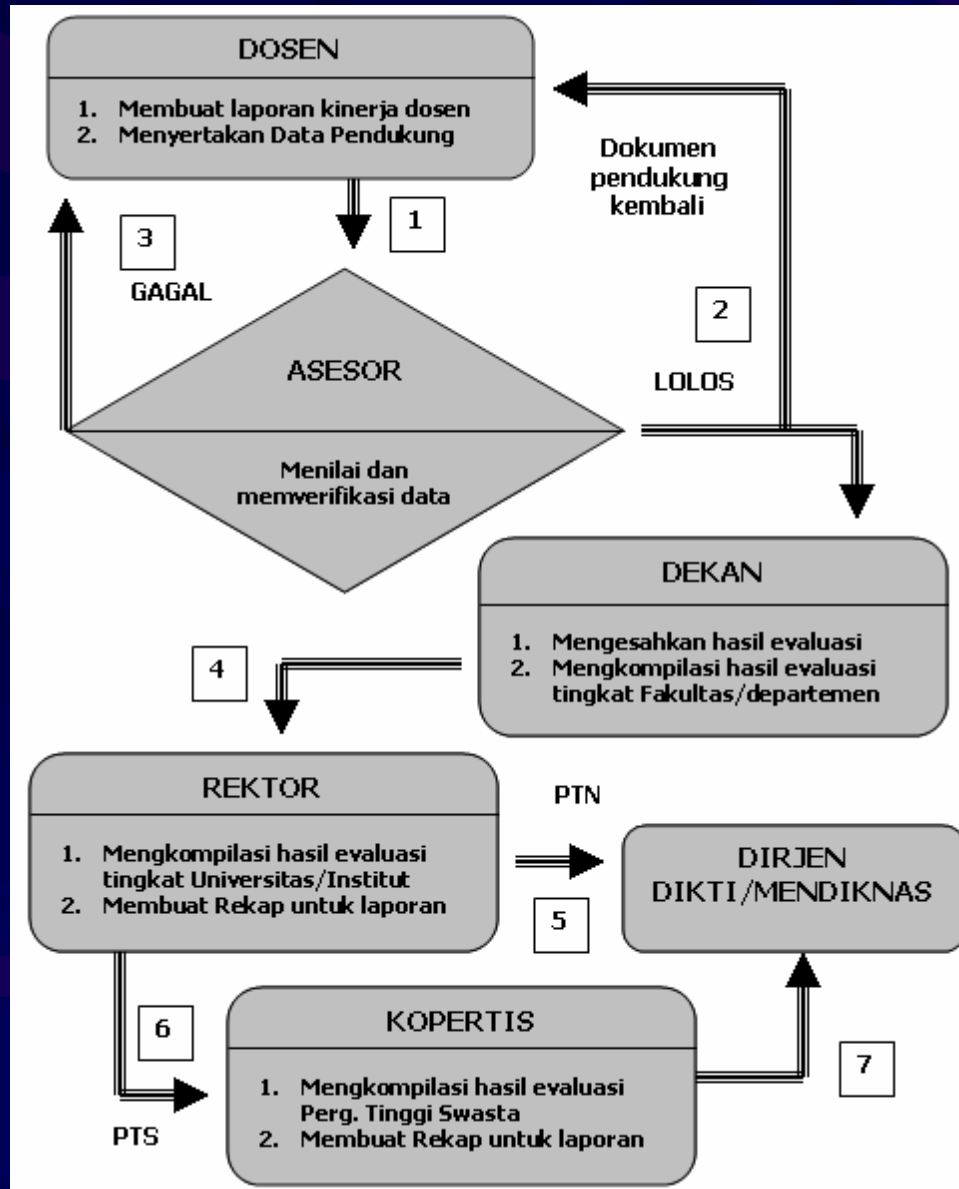 DOSEN
1. Membuat laporan kinerja dosen
2. Menyertakan Data Pendukung
Dokumen
pendukung
kembali
1
3
GAGAL
2
LOLOS
ASESOR
Menilai dan
memverifikasi data
DEKAN
1. Mengesahkan hasil evaluasi
2. Mengkompilasi hasil evaluasi
tingkat Fakultas/departemen
4
REKTOR
1. Mengkompilasi hasil evaluasi
tingkat Universitas/Institut
2. Membuat Rekap untuk laporan
PTN
5
DIRJEN
DIKTI/MENDIKNAS
6
PTS
KOPERTIS
1. Mengkompilasi hasil evaluasi
Perg. Tinggi Swasta
2. Membuat Rekap untuk laporan
7